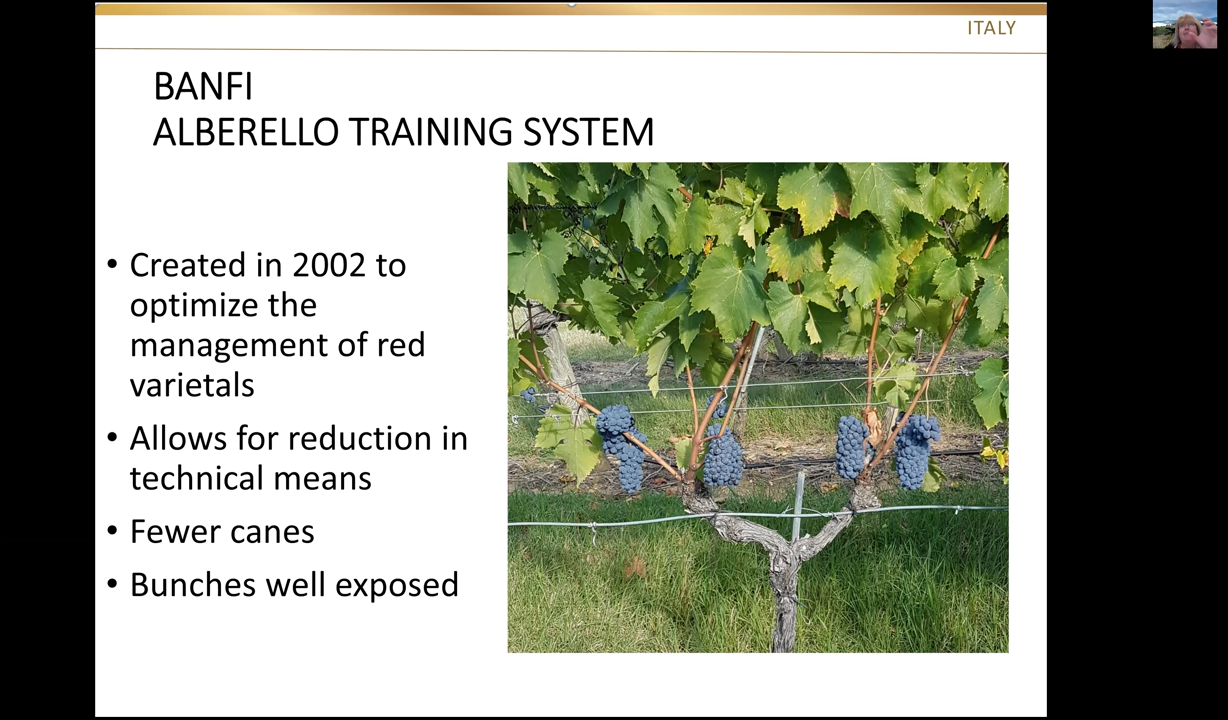 ITALY
BANFI
ALBERELLO TRAINING SYSTEM
• Created in 2002 to
optimize the
management of red
varietals
• Allows for reduction in
technical means
• Fewer canes
• Bunches well exposed